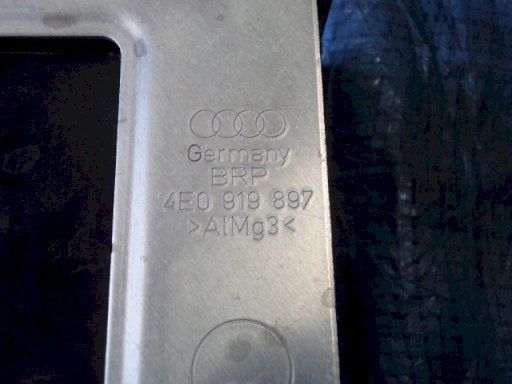 Germany
BRP
4E0 919 897
>AlMg3<